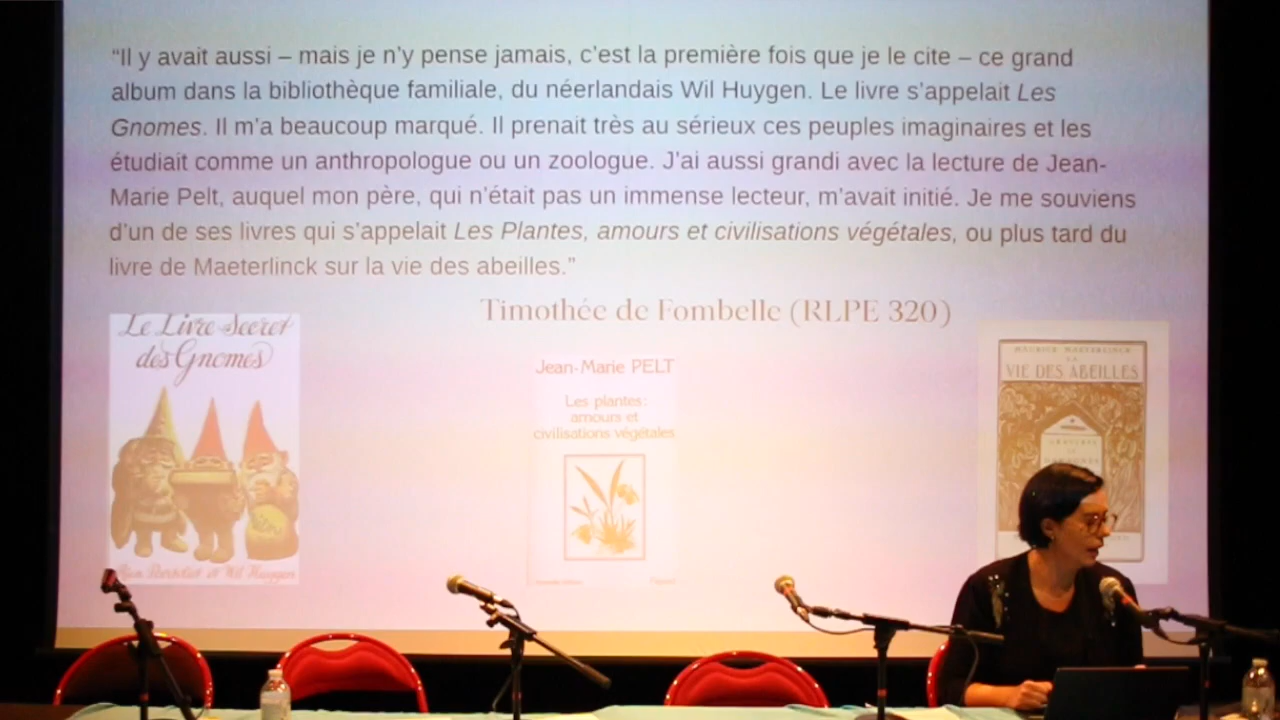 “Il y avait aussi – mais je n’y pense jamais, c’est la première fois que je le cite – ce grand
album dans la bibliothèque familiale, du néerlandais Wil Huygen. Le livre s’appelait Les
Gnomes. Il m’a beaucoup marqué. Il prenait très au sérieux ces peuples imaginaires et les
étudiait comme un anthropologue ou un zoologue. J’ai aussi grandi avec la lecture de Jean-
Marie Pelt, auquel mon père, qui n’était pas un immense lecteur, m’avait initié. Je me souviens
d’un de ses livres qui s’appelait Les Plantes, amours et civilisations végétales, ou plus tard du
livre de Maeterlinck sur la vie des abeilles.”
Timothée de Fombelle (RLPE 320)
Le Livre Secret
des Gnomes
et Wil Huygen
Jean-Marie PELT
Les plantes :
amours et
civilisations végétales
MAURICE MAETERLINCK
LA
VIE DES ABEILLES